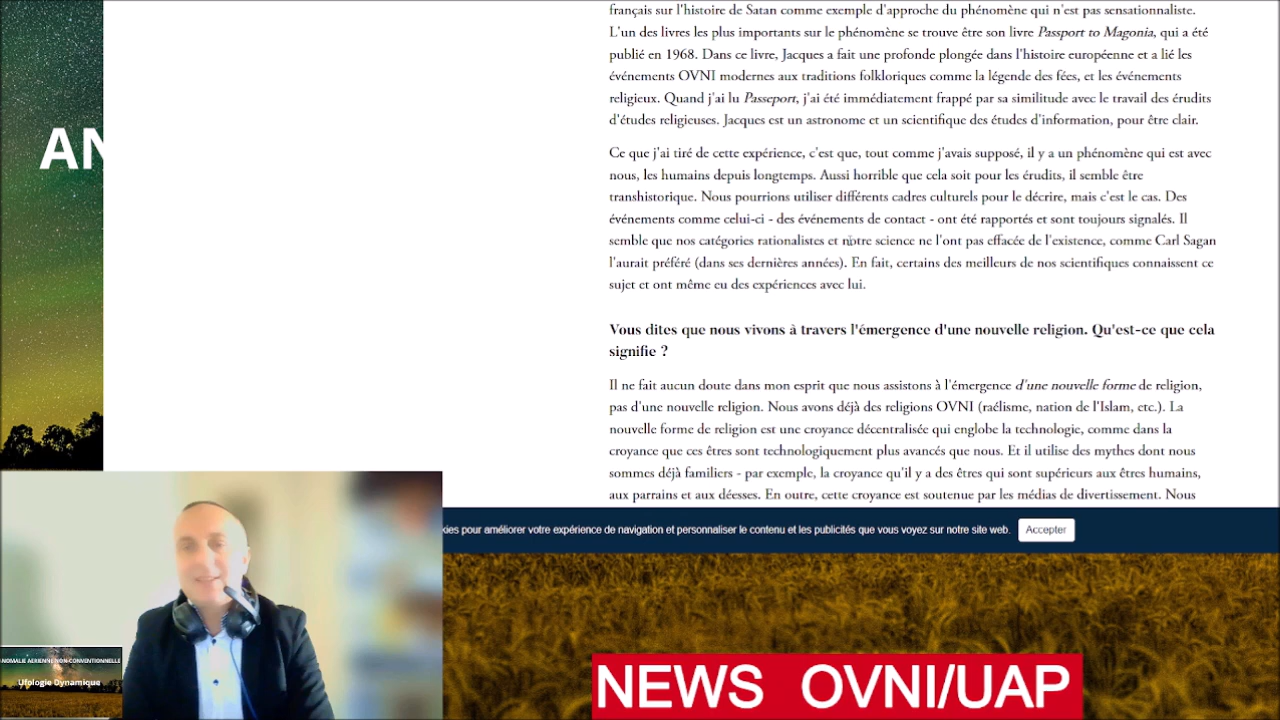 français sur l'histoire de Satan comme exemple d'approche du phénomène qui n'est pas sensationnaliste.
L'un des livres les plus importants sur le phénomène se trouve être son livre Passport to Magonia, qui a été
publié en 1968. Dans ce livre, Jacques a fait une profonde plongée dans l'histoire européenne et a lié les
événements OVNI modernes aux traditions folkloriques comme la légende des fées, et les événements
religieux. Quand j'ai lu Passeport, j'ai été immédiatement frappé par sa similitude avec le travail des érudits
d'études religieuses. Jacques est un astronome et un scientifique des études d'information, pour être clair.
Ce que j'ai tiré de cette expérience, c'est que, tout comme j'avais supposé, il y a un phénomène qui est avec
nous, les humains depuis longtemps. Aussi horrible que cela soit pour les érudits, il semble être
transhistorique. Nous pourrions utiliser différents cadres culturels pour le décrire, mais c'est le cas. Des
événements comme celui-ci - des événements de contact - ont été rapportés et sont toujours signalés. Il
semble que nos catégories rationalistes et notre science ne l'ont pas effacée de l'existence, comme Carl Sagan
l'aurait préféré (dans ses dernières années). En fait, certains des meilleurs de nos scientifiques connaissent ce
sujet et ont même eu des expériences avec lui.
Vous dites que nous vivons à travers l'émergence d'une nouvelle religion. Qu'est-ce que cela
signifie ?
Il ne fait aucun doute dans mon esprit que nous assistons à l'émergence d'une nouvelle forme de religion,
pas d'une nouvelle religion. Nous avons déjà des religions OVNI (raélisme, nation de l'Islam, etc.). La
nouvelle forme de religion est une croyance décentralisée qui englobe la technologie, comme dans la
croyance que ces êtres sont technologiquement plus avancés que nous. Et il utilise des mythes dont nous
sommes déjà familiers - par exemple, la croyance qu'il y a des êtres qui sont supérieurs aux êtres humains,
aux parrains et aux déesses. En outre, cette croyance est soutenue par les médias de divertissement. Nous
AN
kies pour améliorer votre expérience de navigation et personnaliser le contenu et les publicités que vous voyez sur notre site web.
Accepter
ANOMALIE AERIENNE NON-CONVENTIONNELLE
Ufologie Dynamique
NEWS OVNI/UAP